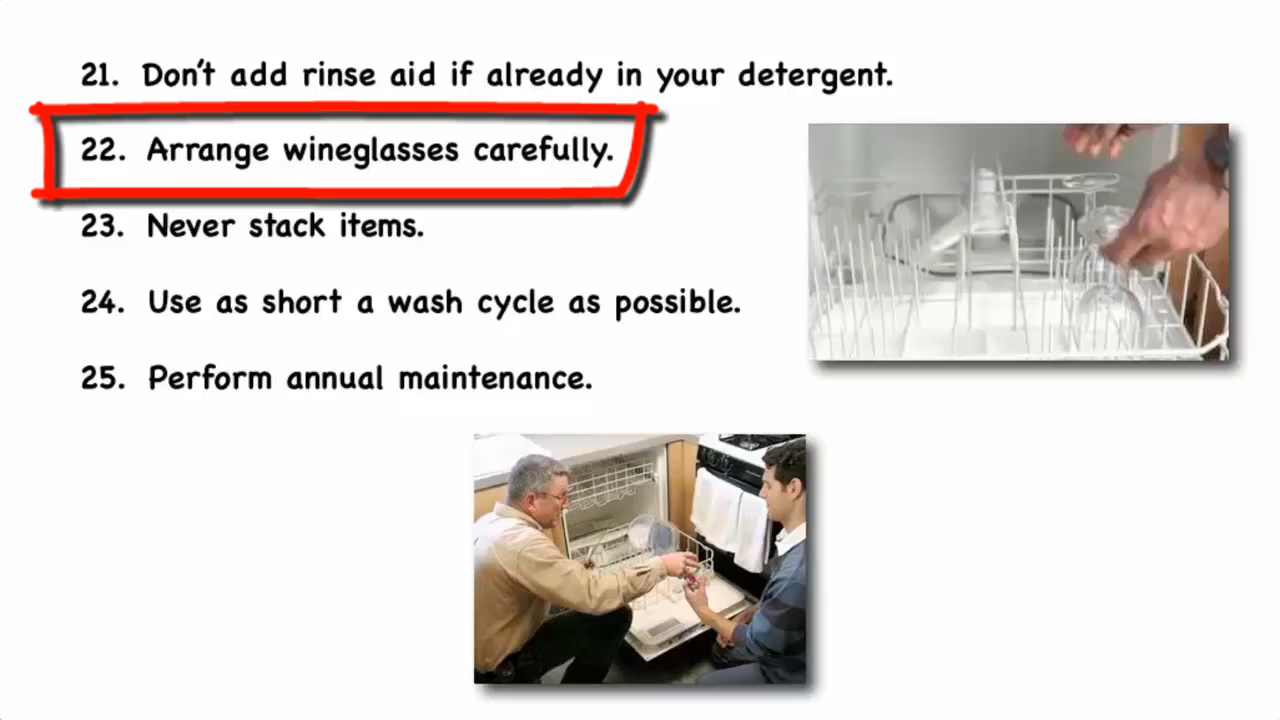 21. Don't add rinse aid if already in your detergent.
22. Arrange wineglasses carefully.
23. Never stack items.
24. Use as short a wash cycle as possible.
25. Perform annual maintenance.